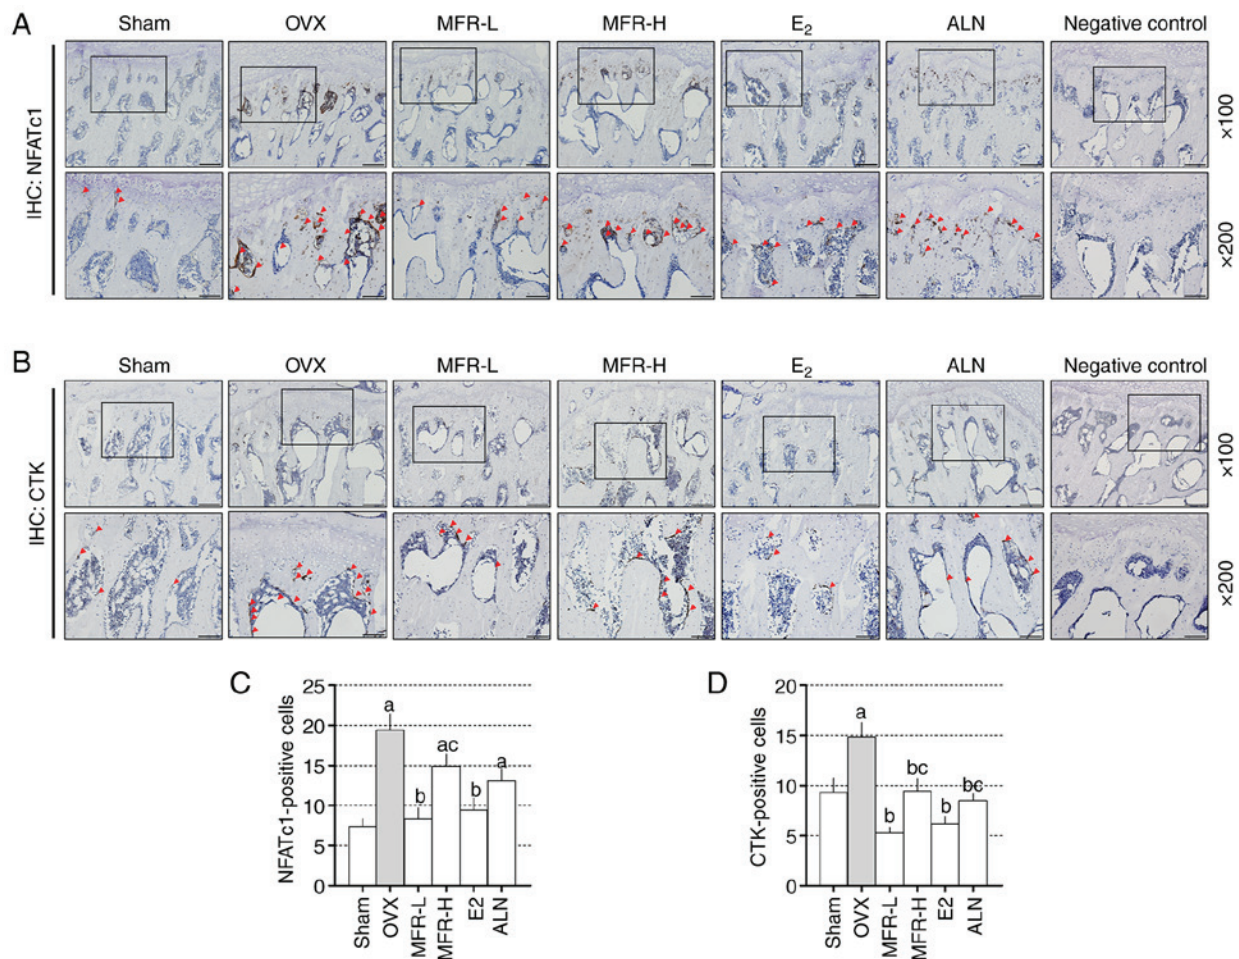 A
Sham OVX MFR-L MFR-H E2 ALN Negative control
IHC: NFATc1
×100
×200
B
Sham OVX MFR-L MFR-H E2 ALN Negative control
IHC: CTK
×100
×200
C
NFATc1-positive cells
25
20
15
10
5
0
a
b
ac
b
a
Sham OVX MFR-L MFR-H E2 ALN
D
CTK-positive cells
20
15
10
5
0
a
b
bc
b
bc
Sham OVX MFR-L MFR-H E2 ALN